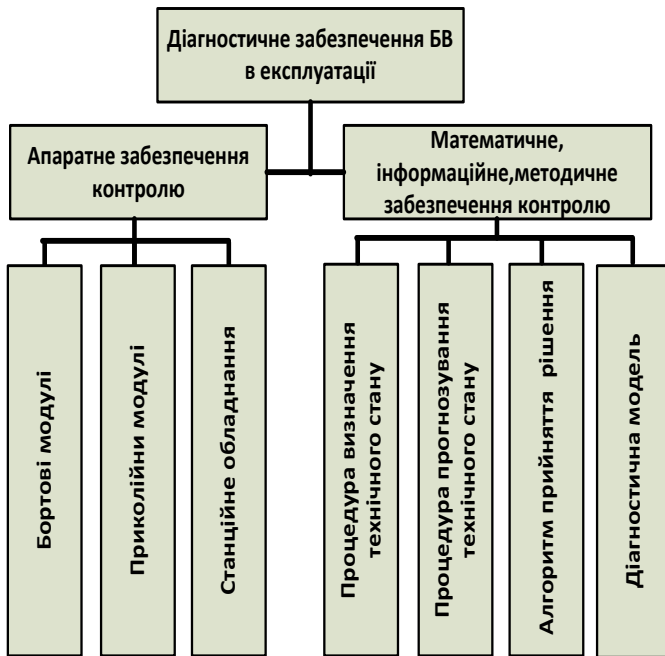 Діагностичне забезпечення БВ
в експлуатації
Апаратне забезпечення
контролю
Математичне,
інформаційне,методичне
забезпечення контролю
Бортові модулі
Приколійни модулі
Станційне обладнання
Процедура визначення
технічного стану
Процедура прогнозування
технічного стану
Алгоритм прийняття рішення
Діагностична модель